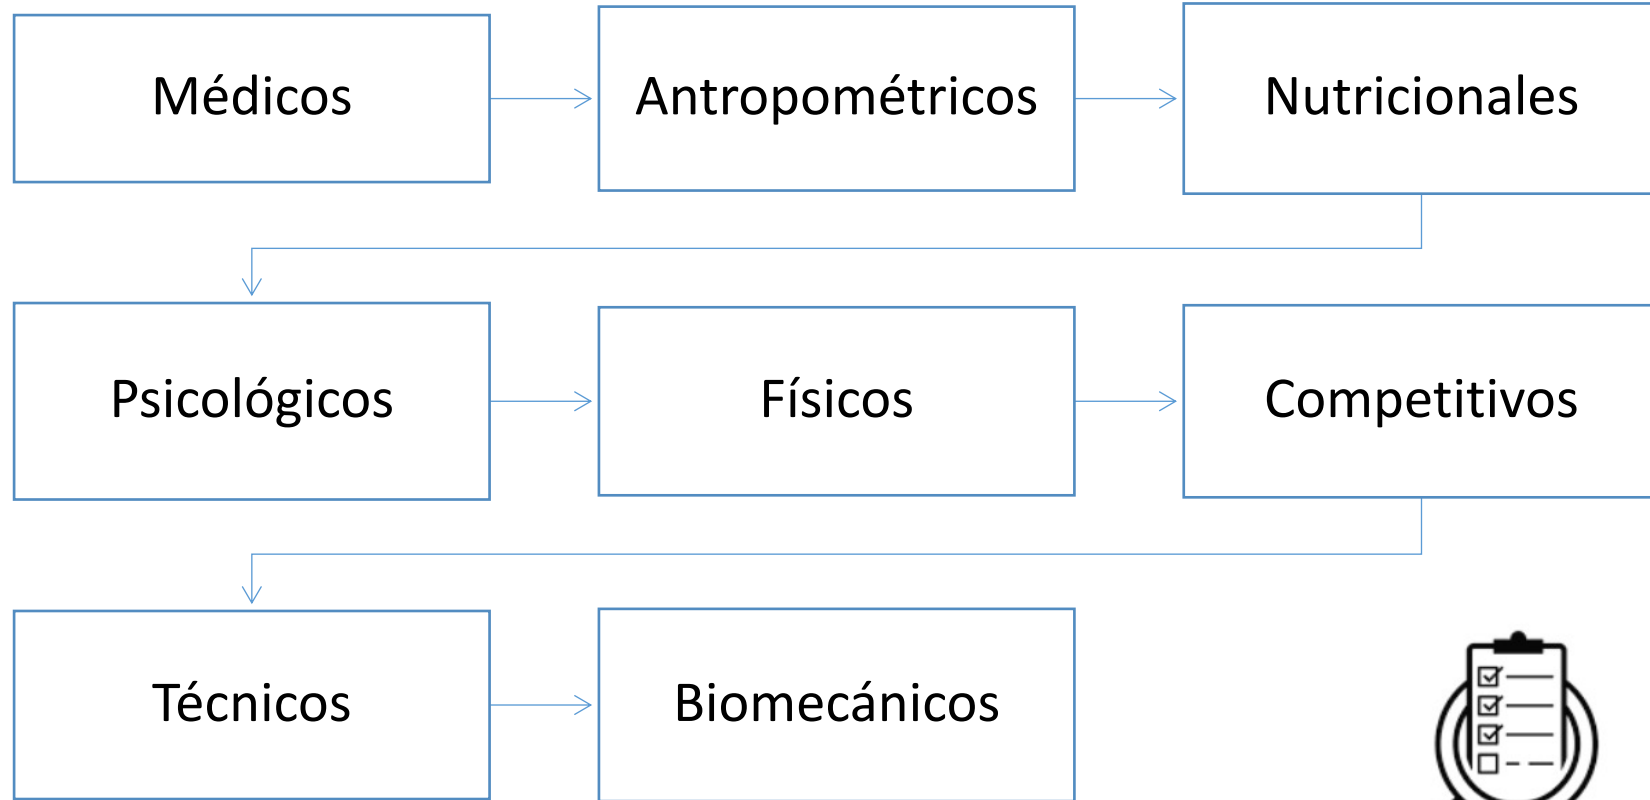 Médicos
Antropométricos
Nutricionales
Psicológicos
Físicos
Competitivos
Técnicos
Biomecánicos